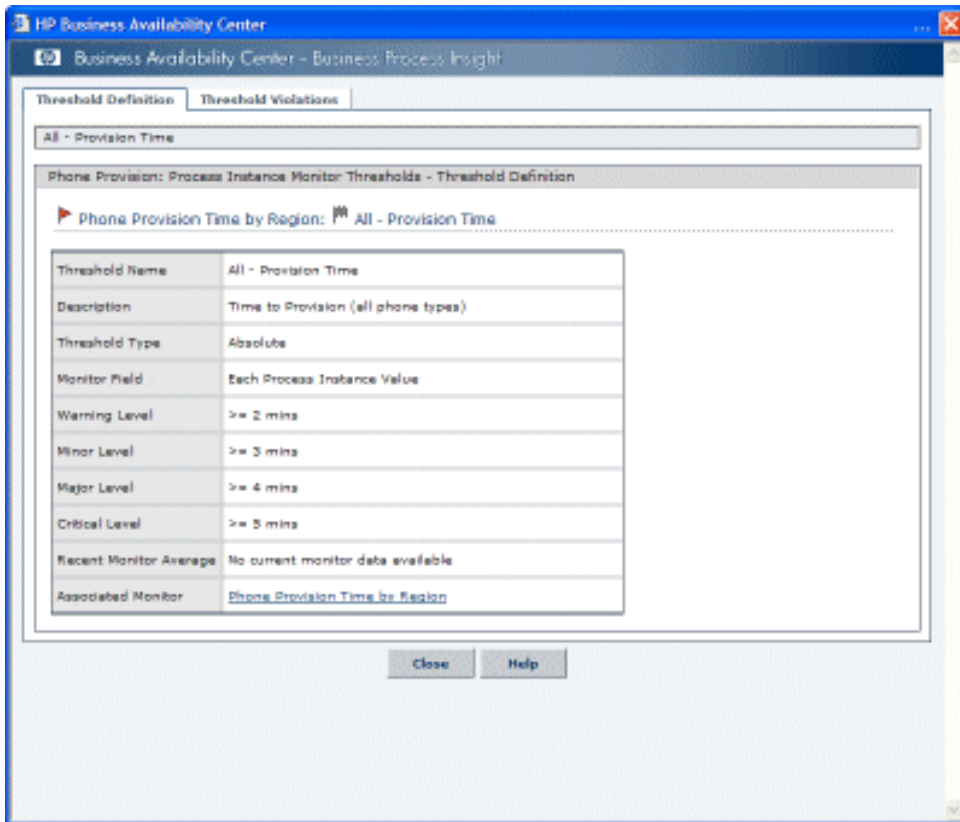 HP Business Availability Center
Business Availability Center - Business Process Insight
Threshold Definition Threshold Violations
All - Provision Time
Phone Provision: Process Instance Monitor Thresholds - Threshold Definition
Phone Provision Time by Region: All - Provision Time
Threshold Name All - Provision Time
Description Time to Provision (all phone types)
Threshold Type Absolute
Monitor Field Each Process Instance Value
Warning Level >= 2 mins
Minor Level >= 3 mins
Major Level >= 4 mins
Critical Level >= 5 mins
Recent Monitor Average No current monitor data available
Associated Monitor Phone Provision Time by Region
Close Help